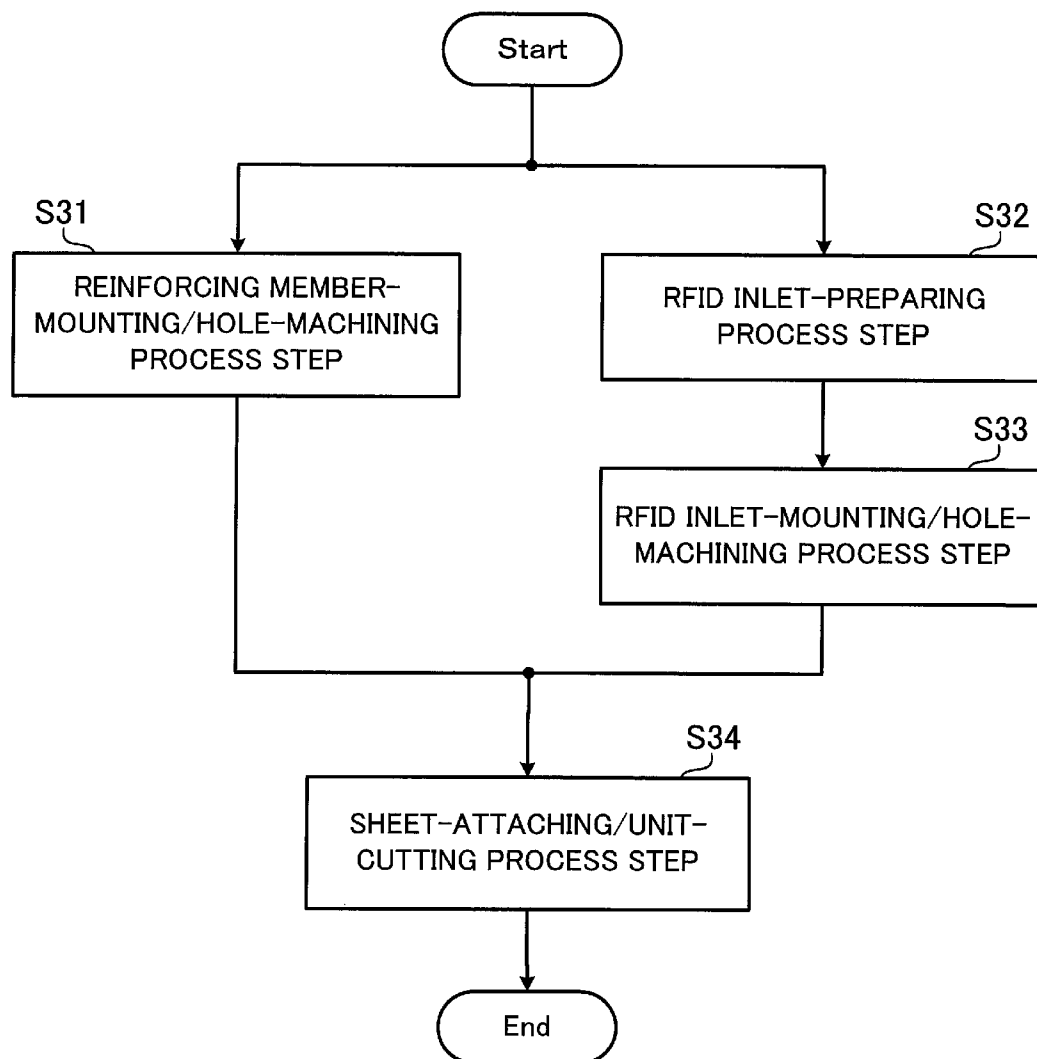 Start
S31
REINFORCING MEMBER-
MOUNTING/HOLE-MACHINING
PROCESS STEP
S32
RFID INLET-PREPARING
PROCESS STEP
S33
RFID INLET-MOUNTING/HOLE-
MACHINING PROCESS STEP
S34
SHEET-ATTACHING/UNIT-
CUTTING PROCESS STEP
End